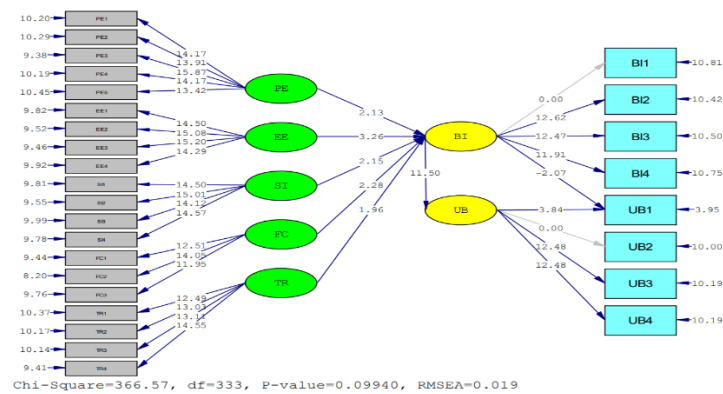 10.20 PE1
10.29 PE2
9.38 PE3
10.19 PE4
10.45 PE5
9.82 EE1
9.52 EE2
9.46 EE3
9.92 EE4
9.81 SI1
9.55 SI2
9.99 SI3
9.78 SI4
9.44 FC1
8.20 FC2
9.76 FC3
10.37 TR1
10.17 TR2
10.14 TR3
9.41 TR4
14.17
13.91
15.87
14.17
13.42
14.50
15.08
15.20
14.29
14.50
15.01
14.12
14.57
12.51
14.05
11.95
12.49
13.03
13.11
14.55
PE
EE
SI
FC
TR
2.13
3.26
2.15
2.28
1.96
BI
11.50
UB
0.00
12.62
12.47
11.91
-2.07
3.84
0.00
12.48
12.48
BI1 10.81
BI2 10.42
BI3 10.50
BI4 10.75
UB1 3.95
UB2 10.00
UB3 10.19
UB4 10.19
Chi-Square=366.57, df=333, P-value=0.09940, RMSEA=0.019